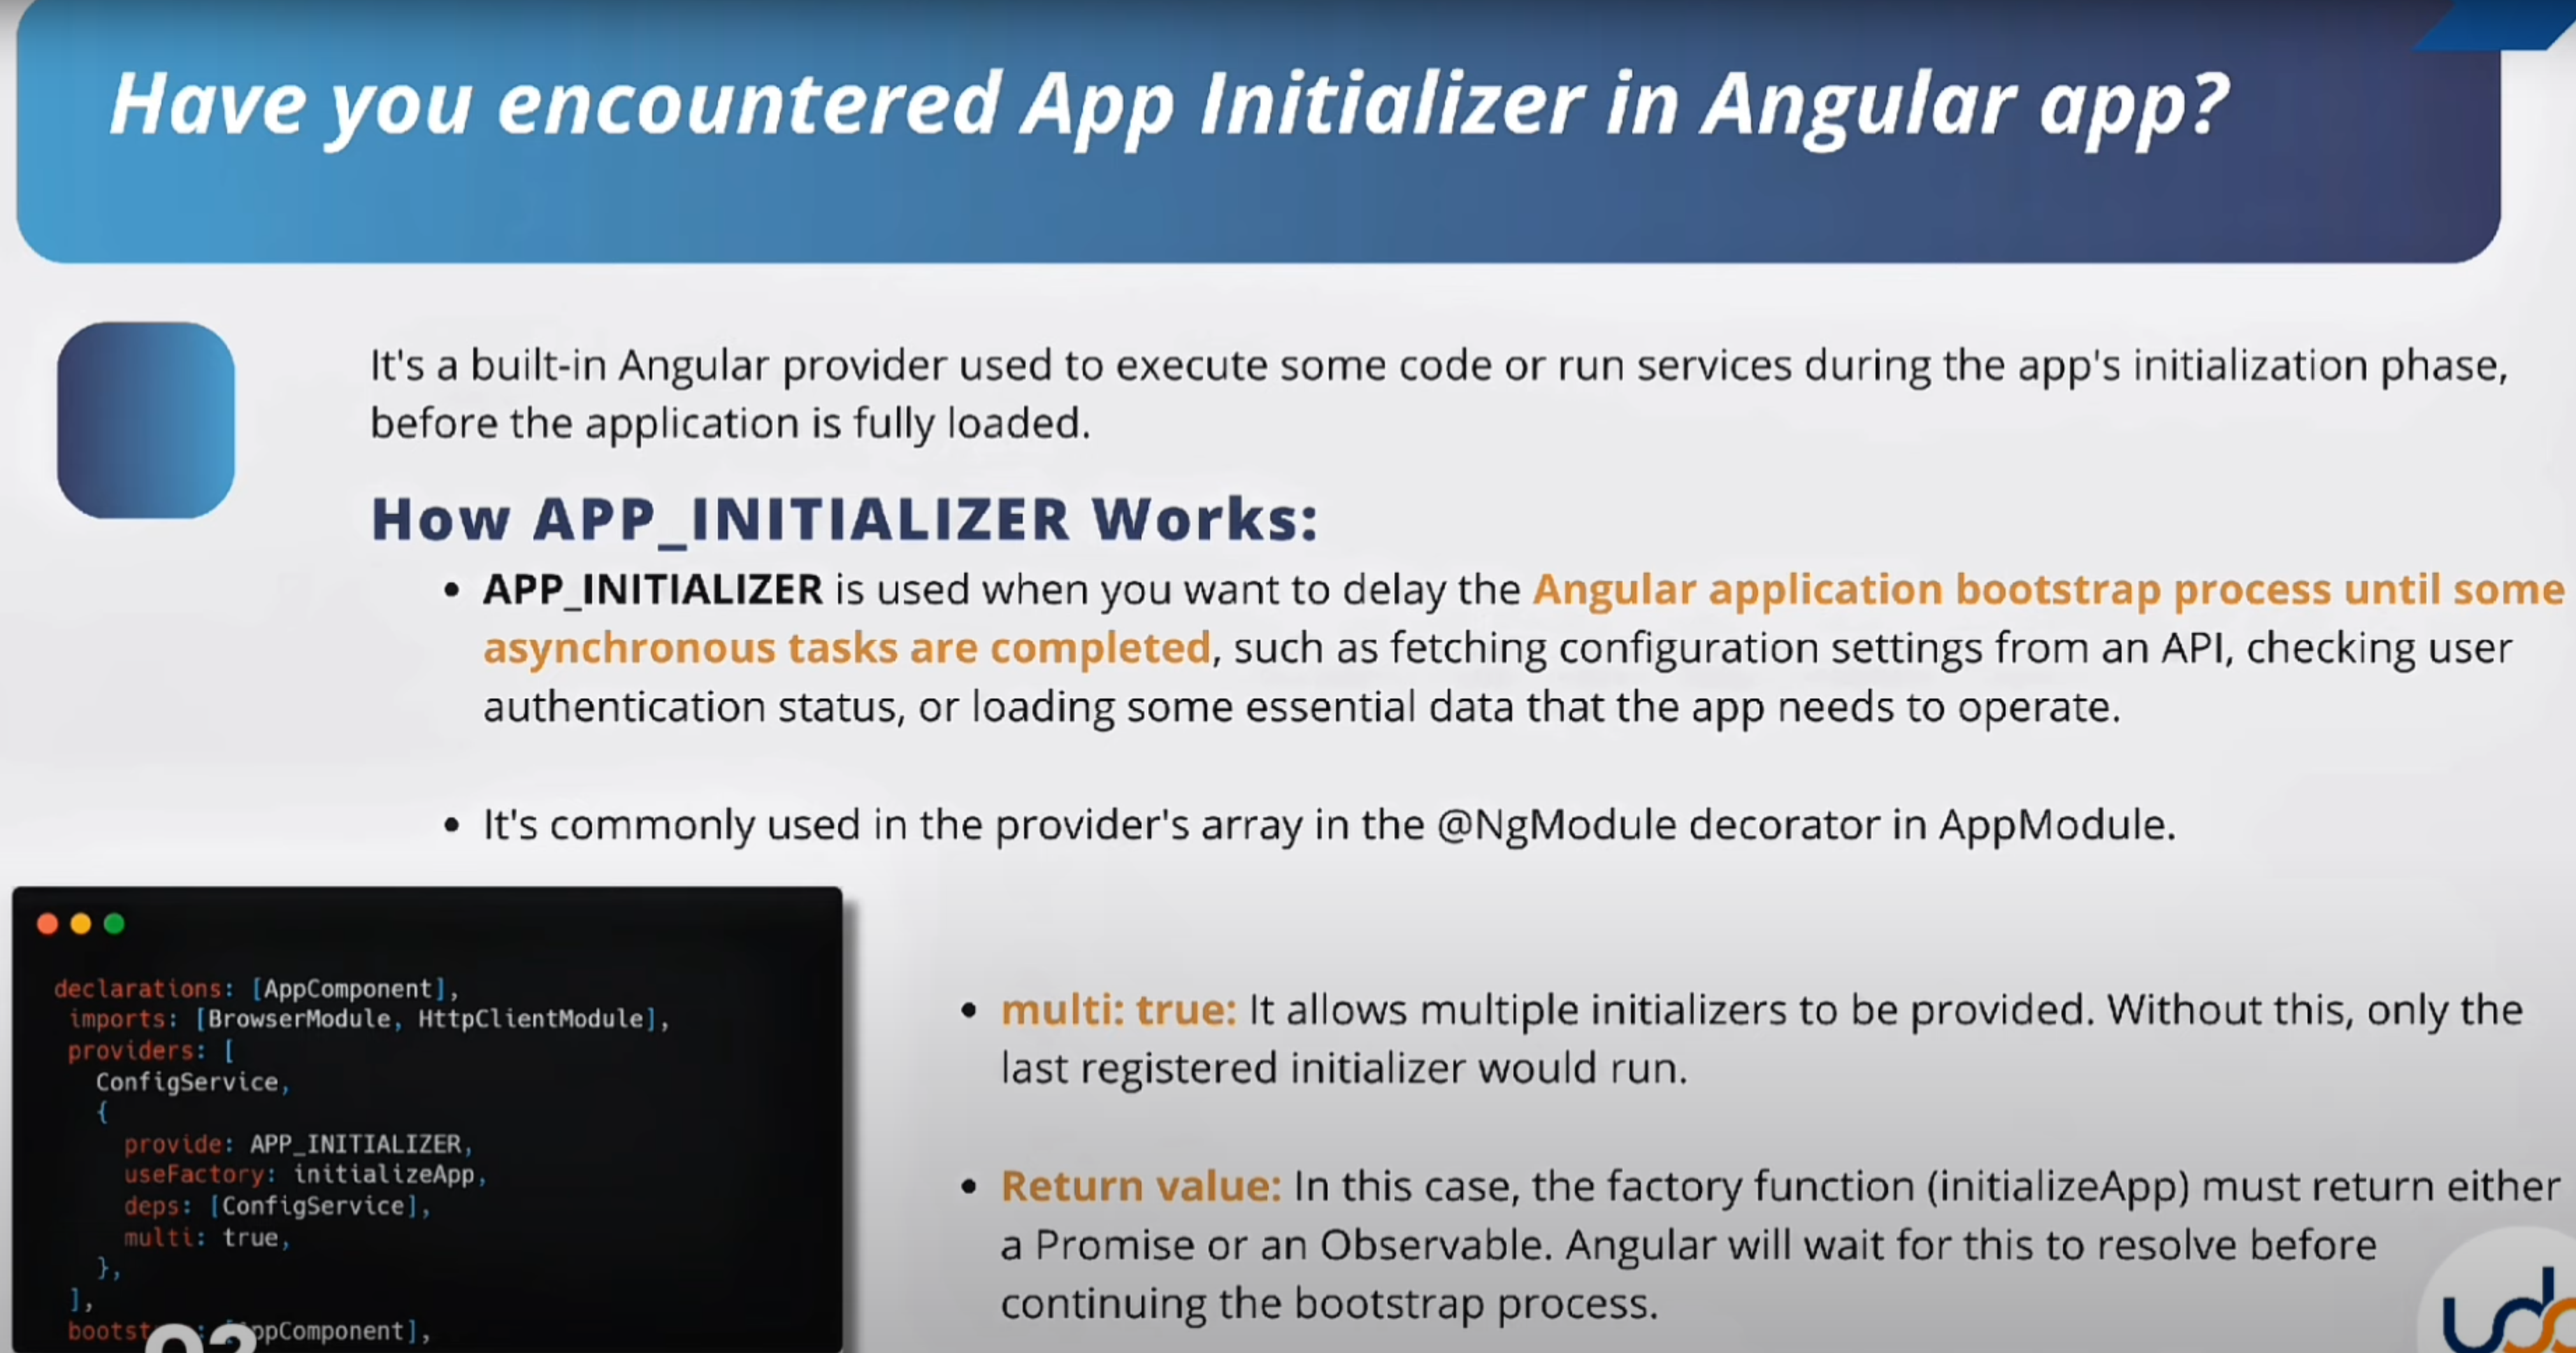 Have you encountered App Initializer in Angular app?
It's a built-in Angular provider used to execute some code or run services during the app's initialization phase,
before the application is fully loaded.
How APP_INITIALIZER Works:
• APP_INITIALIZER is used when you want to delay the Angular application bootstrap process until some
asynchronous tasks are completed, such as fetching configuration settings from an API, checking user
authentication status, or loading some essential data that the app needs to operate.
• It's commonly used in the provider's array in the @NgModule decorator in AppModule.
declarations: [AppComponent],
imports: [BrowserModule, HttpClientModule],
providers: [
ConfigService,
{
provide: APP_INITIALIZER,
useFactory: initializeApp,
deps: [ConfigService],
multi: true,
},
],
• multi: true: It allows multiple initializers to be provided. Without this, only the
last registered initializer would run.
• Return value: In this case, the factory function (initializeApp) must return either
a Promise or an Observable. Angular will wait for this to resolve before
continuing the bootstrap process.